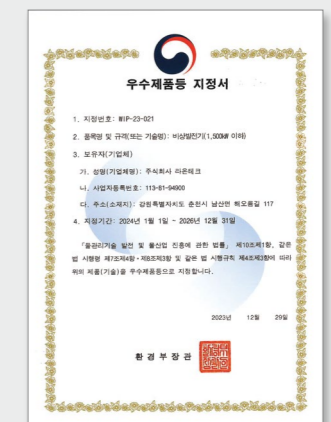 우수제품등 지정서
1. 지정번호: WIP-23-021
2. 품목명 및 규격(또는 기술명): 비상발전기(1,500kW 이하)
3. 보유자(기업체)
가. 성명(기업체명): 주식회사 라온테크
나. 사업자등록번호: 113-81-94900
다. 주소(소재지): 강원특별자치도 춘천시 남산면 해오름길 117
4. 지정기간: 2024년 1월 1일 ~ 2026년 12월 31일
「물관리기술 발전 및 물산업 진흥에 관한 법률」 제10조제1항, 같은
법 시행령 제7조제4항·제8조제3항 및 같은 법 시행규칙 제4조제3항에 따라
위의 제품(기술)을 우수제품등으로 지정합니다.
2023년 12월 29일
환경부장관